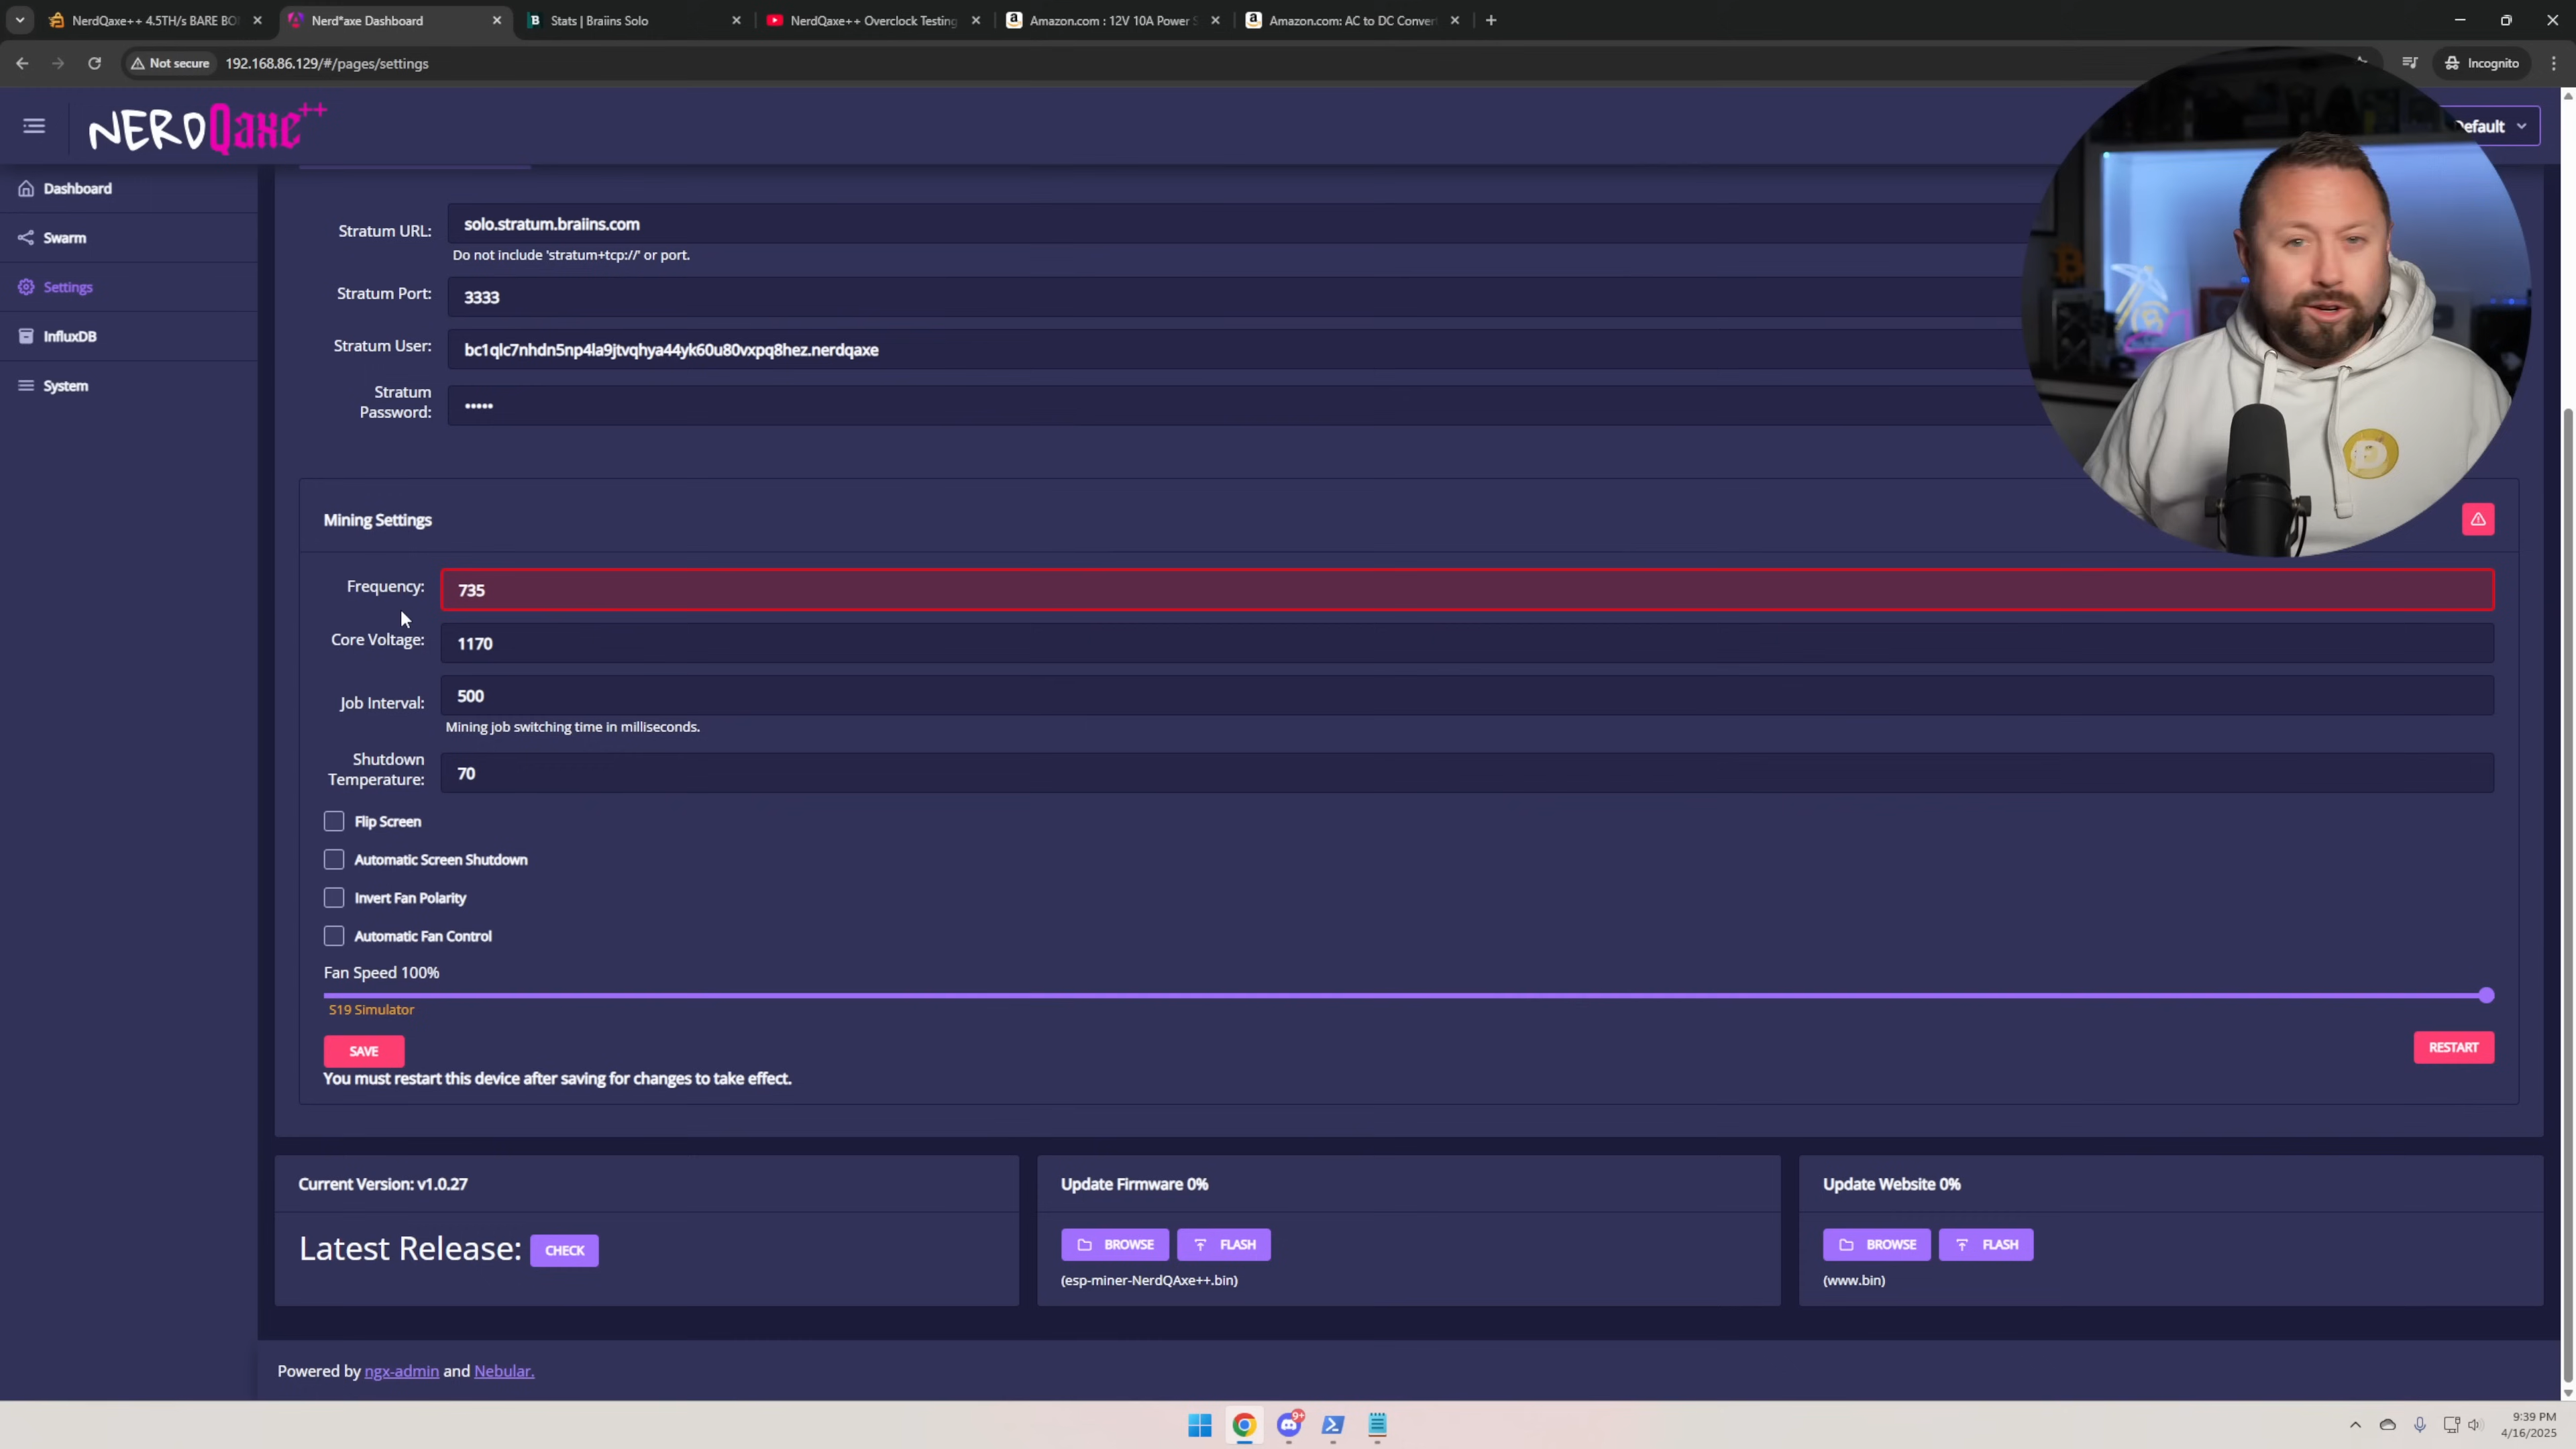 NerdQaxe++ 4.5TH/s BARE BO
Nerd*axe Dashboard
Stats | Braiins Solo
NerdQaxe++ Overclock Testing
Amazon.com : 12V 10A Power S
Amazon.com: AC to DC Conver
Not secure
192.168.86.129/#/pages/settings
Incognito
NERDQaxe++
Default
Dashboard
Swarm
Settings
InfluxDB
System
Stratum URL:
solo.stratum.braiins.com
Do not include 'stratum+tcp://' or port.
Stratum Port:
3333
Stratum User:
bc1qlc7nhdn5np4la9jtvqhya44yk60u80vxpq8hez.nerdqaxe
Stratum
Password:
•••••
Mining Settings
Frequency:
735
Core Voltage:
1170
Job Interval:
500
Mining job switching time in milliseconds.
Shutdown
Temperature:
70
Flip Screen
Automatic Screen Shutdown
Invert Fan Polarity
Automatic Fan Control
Fan Speed 100%
S19 Simulator
SAVE
RESTART
You must restart this device after saving for changes to take effect.
Current Version: v1.0.27
Latest Release:
CHECK
Update Firmware 0%
BROWSE
FLASH
(esp-miner-NerdQAxe++.bin)
Update Website 0%
BROWSE
FLASH
(www.bin)
Powered by ngx-admin and Nebular.
9+
9:39 PM
4/16/2025